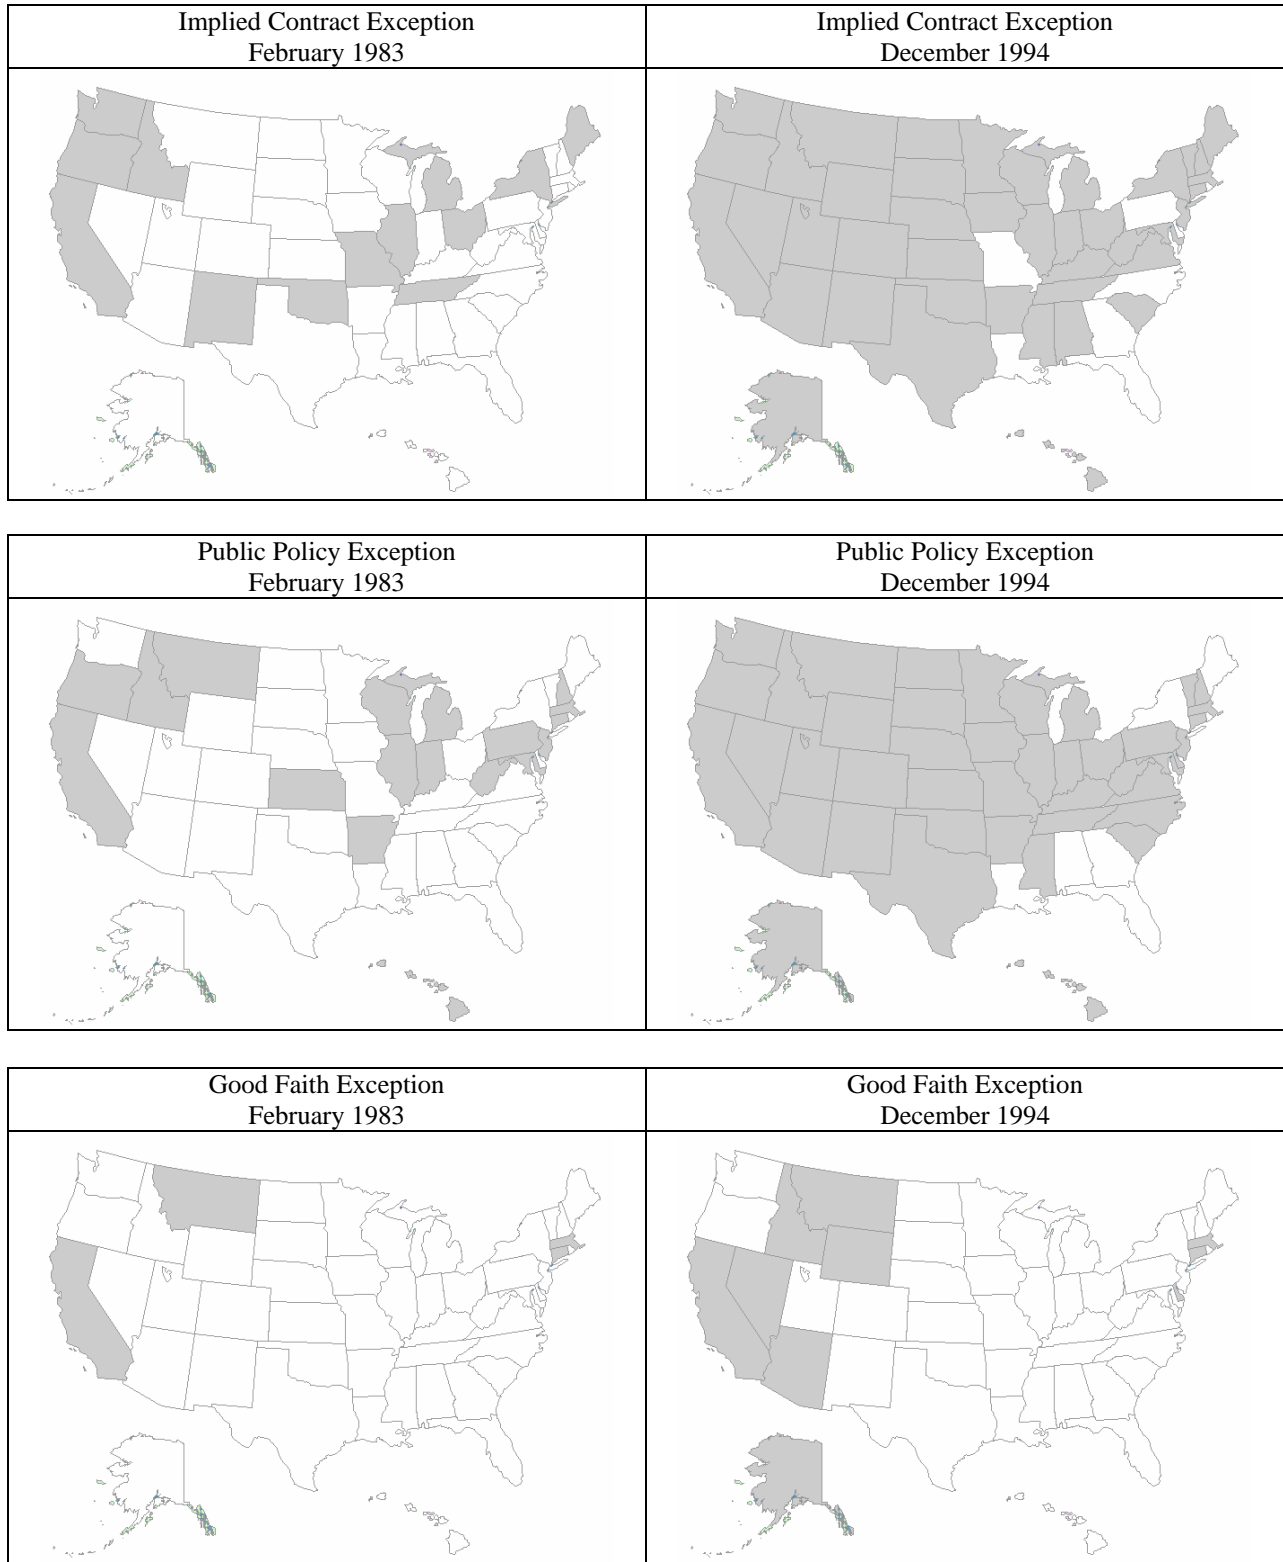 Implied Contract Exception
February 1983
Implied Contract Exception
December 1994
Public Policy Exception
February 1983
Public Policy Exception
December 1994
Good Faith Exception
February 1983
Good Faith Exception
December 1994